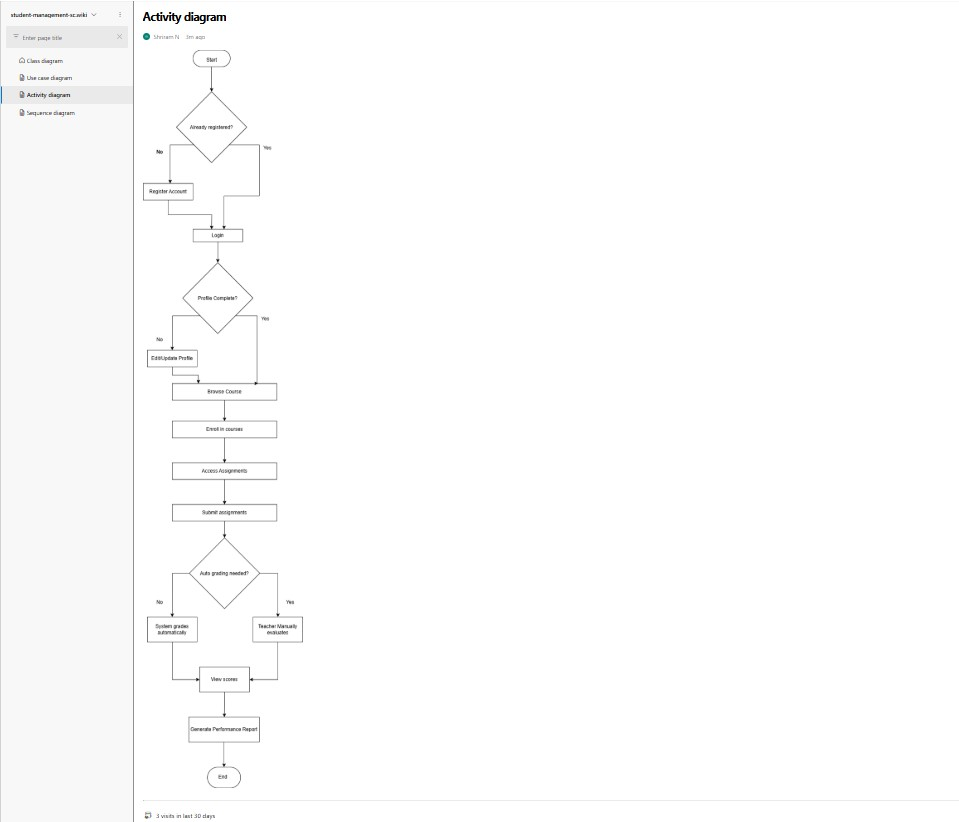 student-management-sc.wiki
Enter page title
Class diagram
Use case diagram
Activity diagram
Sequence diagram
Activity diagram
Shriram N 3m ago
Start
Already registered?
No
Yes
Register Account
Login
Profile Complete?
Yes
No
Edit/Update Profile
Browse Course
Enroll in courses
Access Assignments
Submit assignments
Auto grading needed?
No
Yes
System grades
automatically
Teacher Manually
evaluates
View scores
Generate Performance Report
End
3 visits in last 30 days